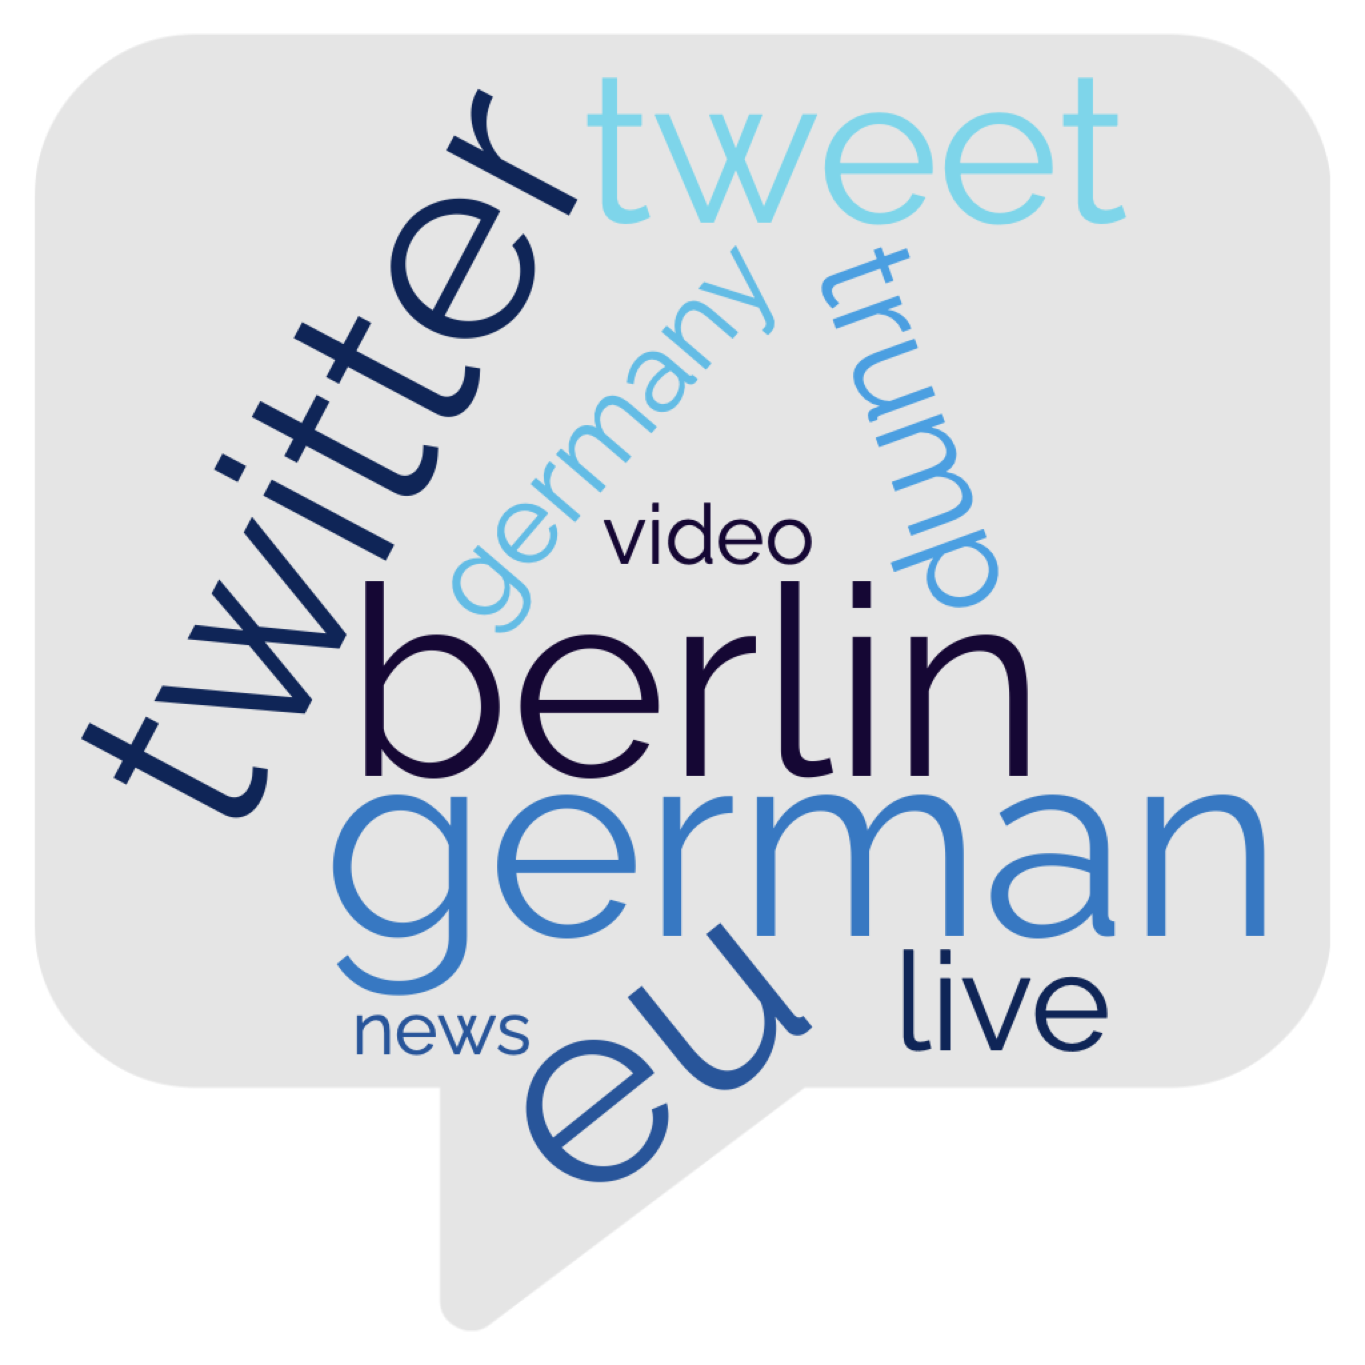 tweet
twitter
germany
trump
video
berlin
german
news
eu
live